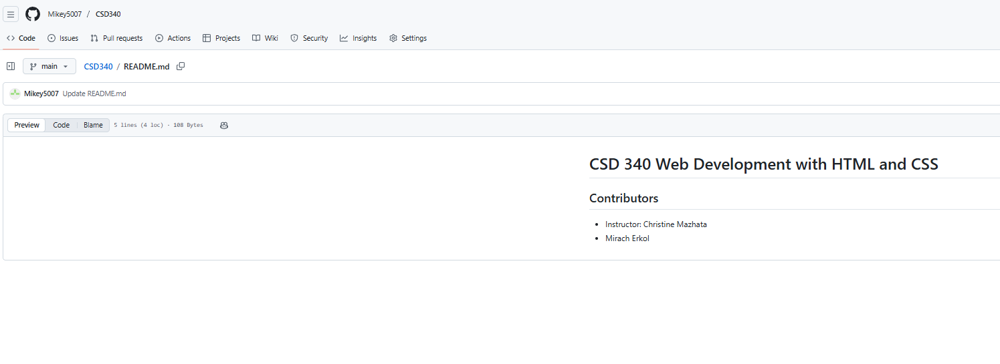 Mikey5007 / CSD340
Code Issues Pull requests Actions Projects Wiki Security Insights Settings
main CSD340 / README.md
Mikey5007 Update README.md
Preview Code Blame 5 lines (4 loc) · 108 Bytes
CSD 340 Web Development with HTML and CSS
Contributors
• Instructor: Christine Mazhata
• Mirach Erkol